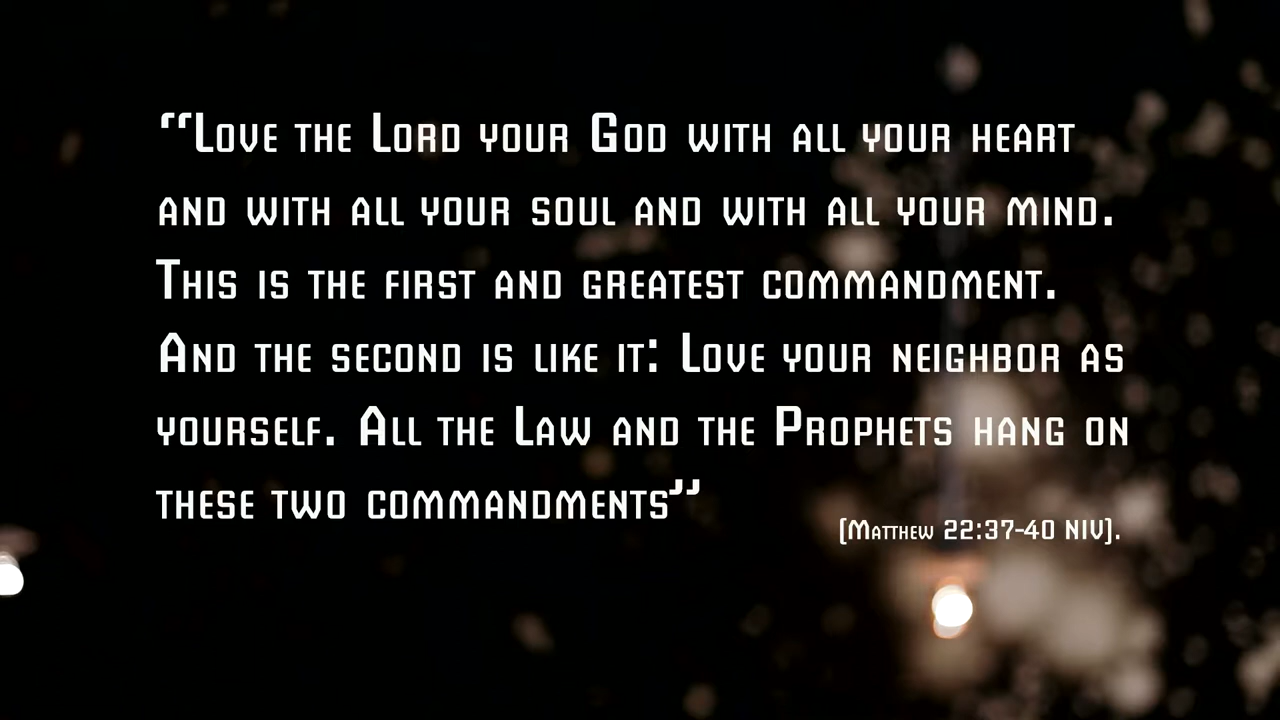 “Love the Lord your God with all your heart
and with all your soul and with all your mind.
This is the first and greatest commandment.
And the second is like it: Love your neighbor as
yourself. All the Law and the Prophets hang on
these two commandments”
(Matthew 22:37-40 NIV).